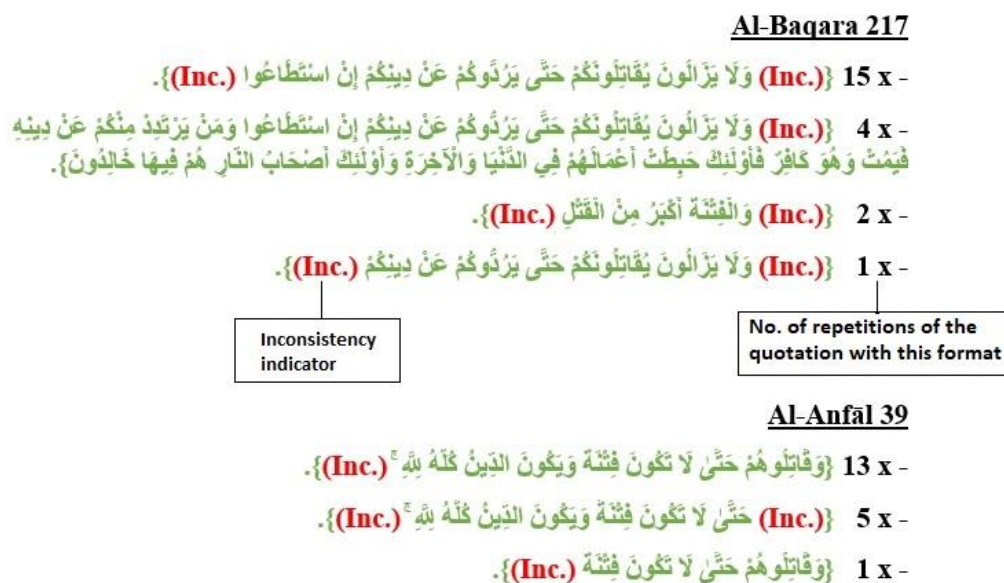 Al-Baqara 217
- 15 x {(Inc.) وَلَا يَزَالُونَ يُقَاتِلُونَكُمْ حَتَّى يَرُدُّوكُمْ عَنْ دِينِكُمْ إِنْ اسْتَطَاعُوا (Inc.)}.
- 4 x {(Inc.) وَلَا يَزَالُونَ يُقَاتِلُونَكُمْ حَتَّى يَرُدُّوكُمْ عَنْ دِينِكُمْ إِنْ اسْتَطَاعُوا وَمَنْ يَرْتَدِدْ مِنْكُمْ عَنْ دِينِهِ
فَيَمُتْ وَهُوَ كَافِرٌ فَأُوْلَئِكَ حَبِطَتْ أَعْمَالُهُمْ فِي الدُّنْيَا وَالْآخِرَةِ وَأُوْلَئِكَ أَصْحَابُ النَّارِ هُمْ فِيهَا خَالِدُونَ}.
- 2 x {(Inc.) وَالْفِتْنَةُ أَكْبَرُ مِنْ الْقَتْلِ (Inc.)}.
- 1 x {(Inc.) وَلَا يَزَالُونَ يُقَاتِلُونَكُمْ حَتَّى يَرُدُّوكُمْ عَنْ دِينِكُمْ (Inc.)}.
Inconsistency
indicator
No. of repetitions of the
quotation with this format
Al-Anfāl 39
- 13 x {وَقَاتِلُوهُمْ حَتَّىٰ لَا تَكُونَ فِتْنَةٌ وَيَكُونَ الدِّينُ كُلُّهُ لِلَّهِ ۚ (Inc.)}.
- 5 x {(Inc.) حَتَّىٰ لَا تَكُونَ فِتْنَةٌ وَيَكُونَ الدِّينُ كُلُّهُ لِلَّهِ ۚ (Inc.)}.
- 1 x {وَقَاتِلُوهُمْ حَتَّىٰ لَا تَكُونَ فِتْنَةٌ (Inc.)}.